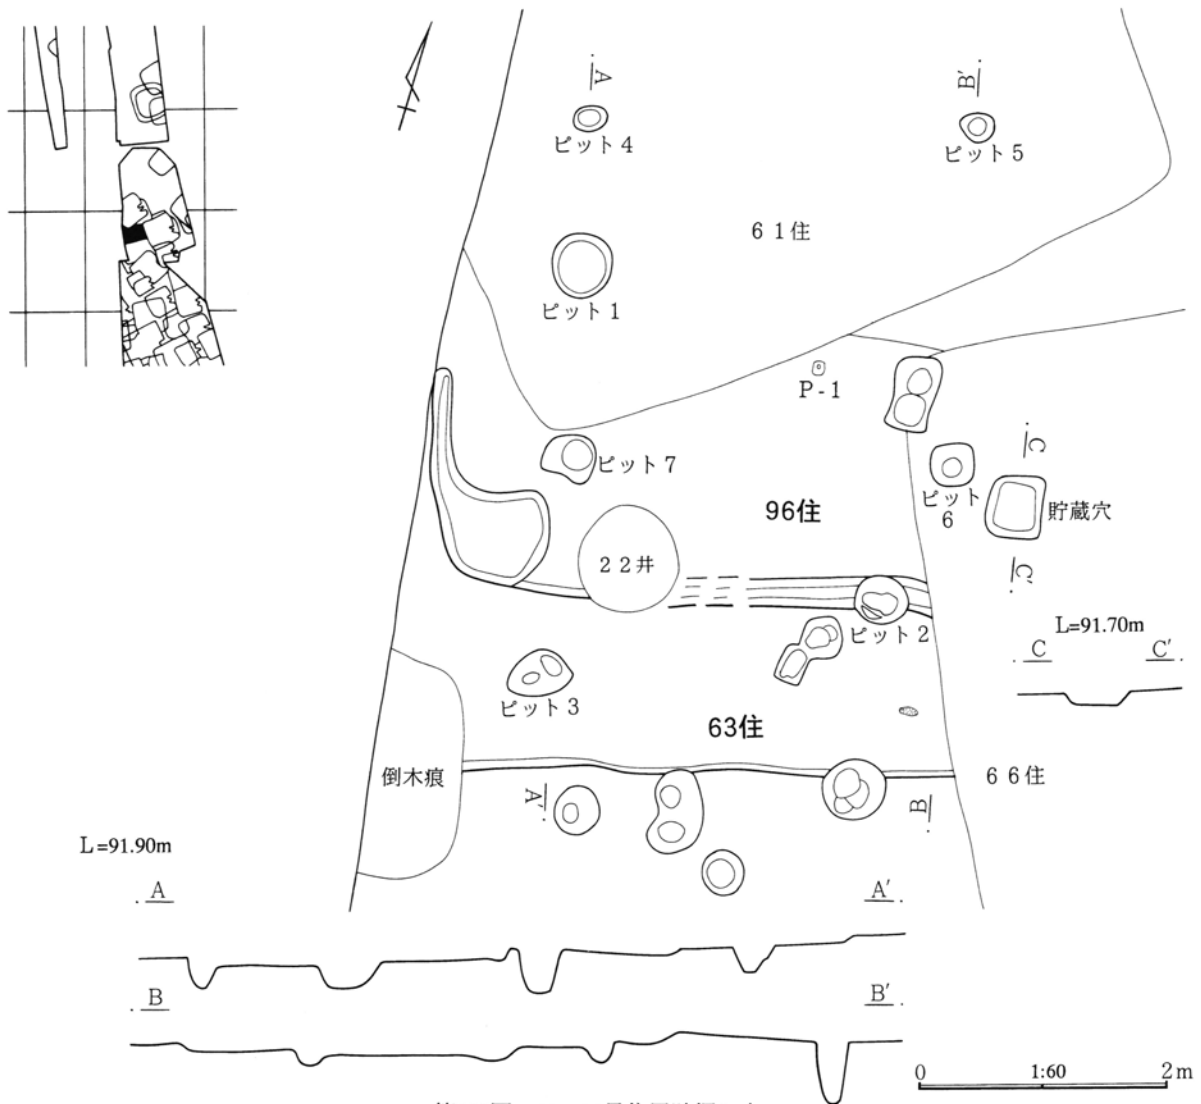 A
B′
ピット4
ピット5
61住
ピット1
P-1
ピット7
C
ピット
6
貯蔵穴
96住
22井
C′
ピット2
L=91.70m
C
C′
ピット3
63住
倒木痕
66住
A′
B
L=91.90m
A
A′
B
B′
0
1:60
2m